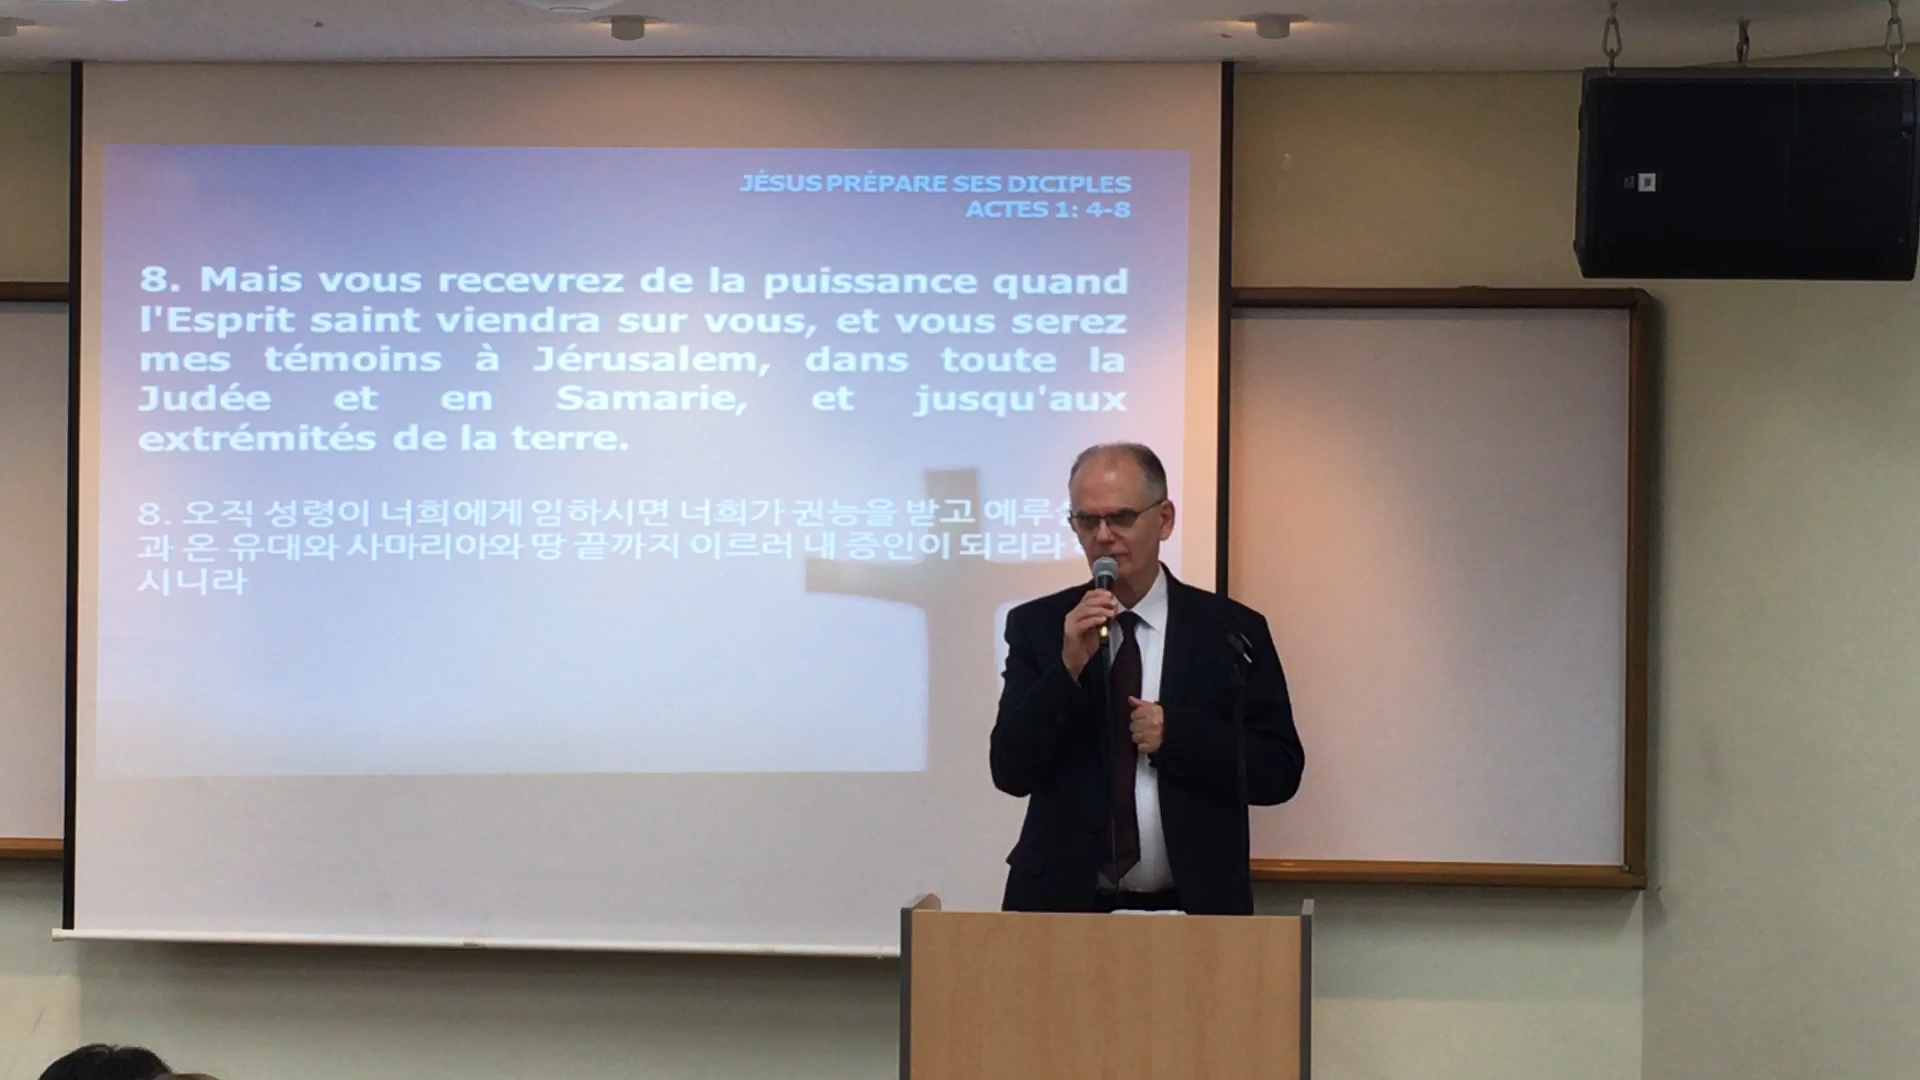 JÉSUS PRÉPARE SES DICIPLES
ACTES 1: 4-8
8. Mais vous recevrez de la puissance quand
l'Esprit saint viendra sur vous, et vous serez
mes témoins à Jérusalem, dans toute la
Judée et en Samarie, et jusqu'aux
extrémités de la terre.
8. 오직 성령이 너희에게 임하시면 너희가 권능을 받고
과 온 유대와 사마리아와 땅 끝까지 이르러 내 증인이 되리라
시니라